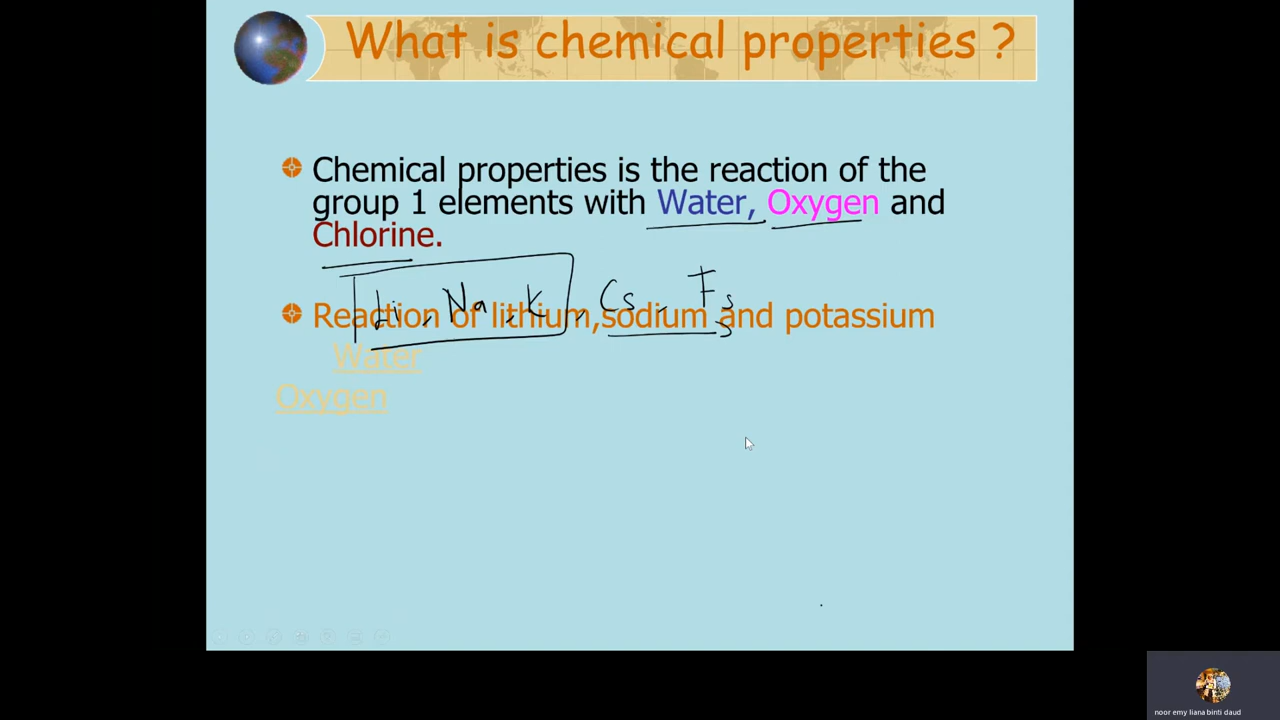 What is chemical properties ?
Chemical properties is the reaction of the
group 1 elements with Water, Oxygen and
Chlorine.
Li, Na, K, Cs, Fs
Reaction of lithium,sodium and potassium
Water
Oxygen
noor emy liana binti daud